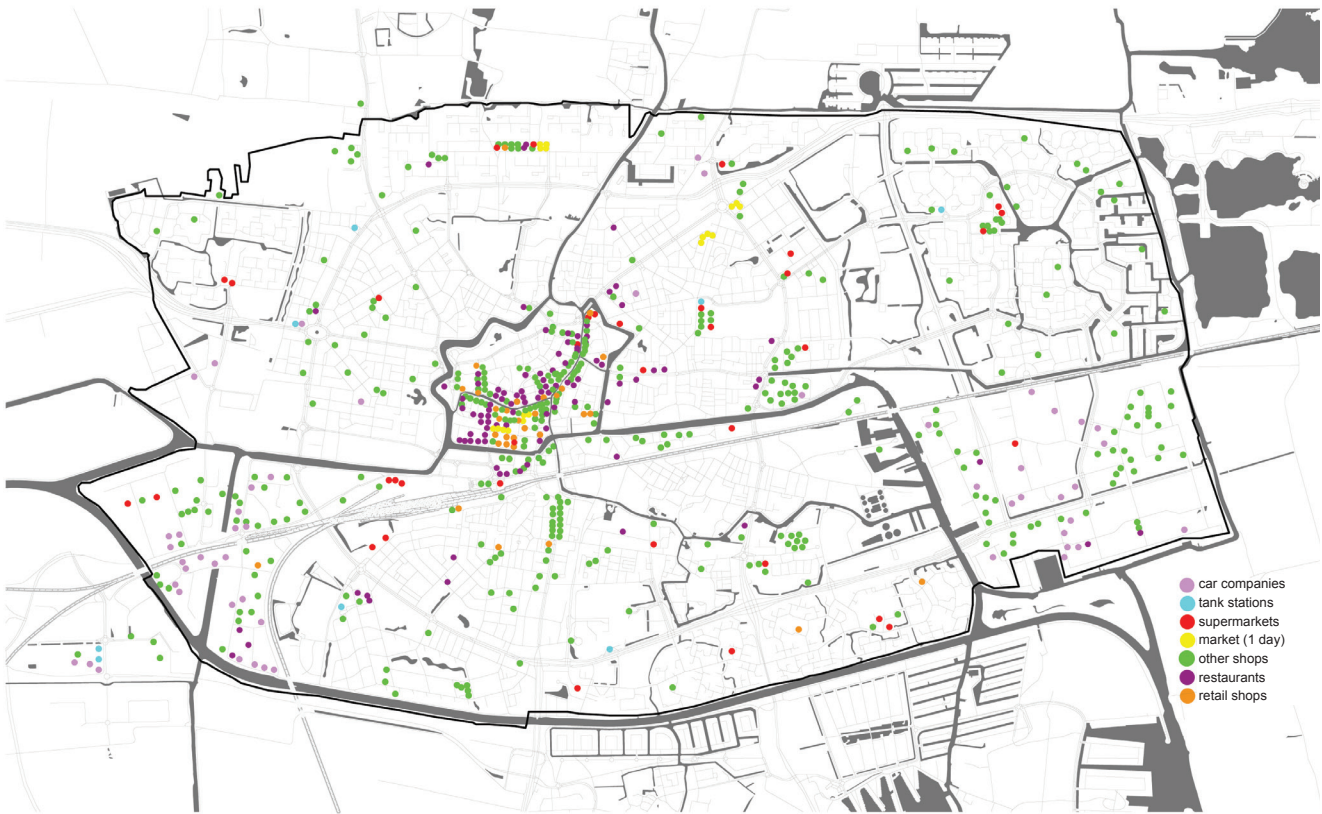 car companies
tank stations
supermarkets
market (1 day)
other shops
restaurants
retail shops